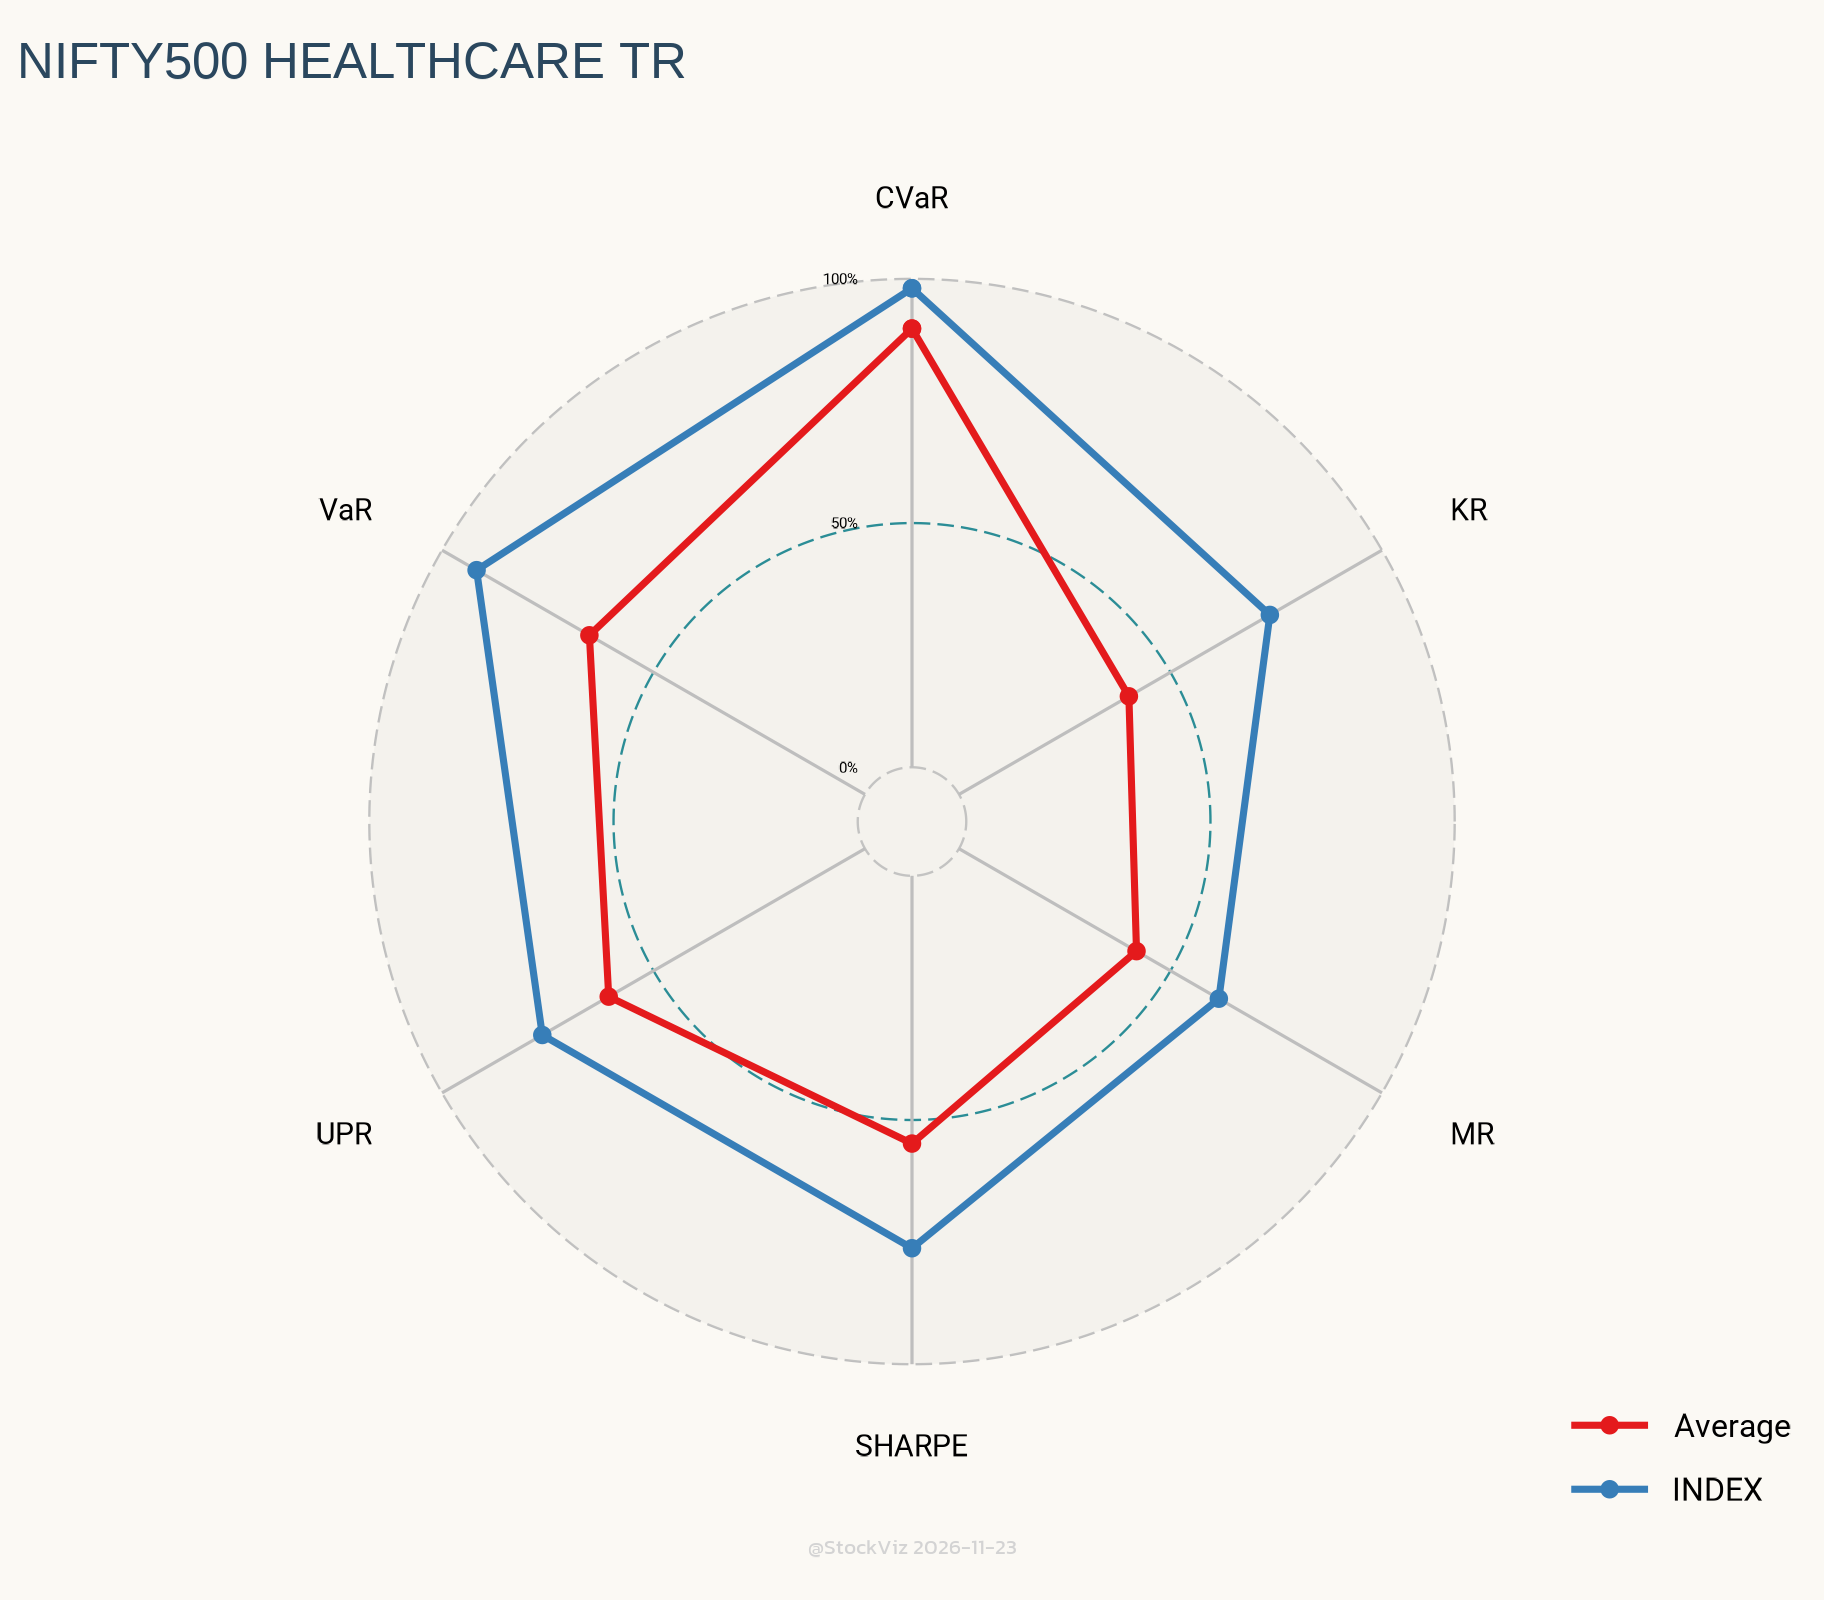 NIFTY500 HEALTHCARE TR
CVaR
100%
VaR
KR
50%
0%
UPR
MR
SHARPE
Average
INDEX
@StockViz 2026-11-23